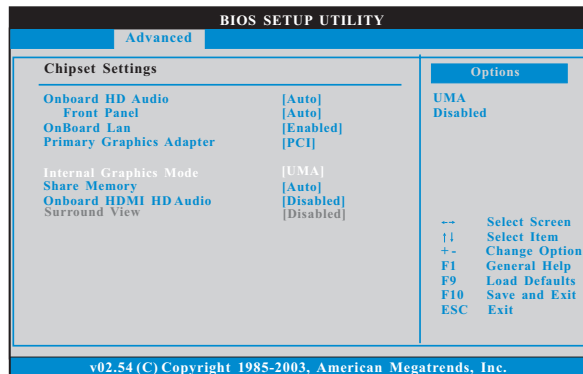 BIOS SETUP UTILITY
Advanced
Chipset Settings
Onboard HD Audio [Auto]
Front Panel [Auto]
OnBoard Lan [Enabled]
Primary Graphics Adapter [PCI]
Internal Graphics Mode [UMA]
Share Memory [Auto]
Onboard HDMI HD Audio [Disabled]
Surround View [Disabled]
Options
UMA
Disabled
←→ Select Screen
↑↓ Select Item
+ - Change Option
F1 General Help
F9 Load Defaults
F10 Save and Exit
ESC Exit
v02.54 (C) Copyright 1985-2003, American Megatrends, Inc.